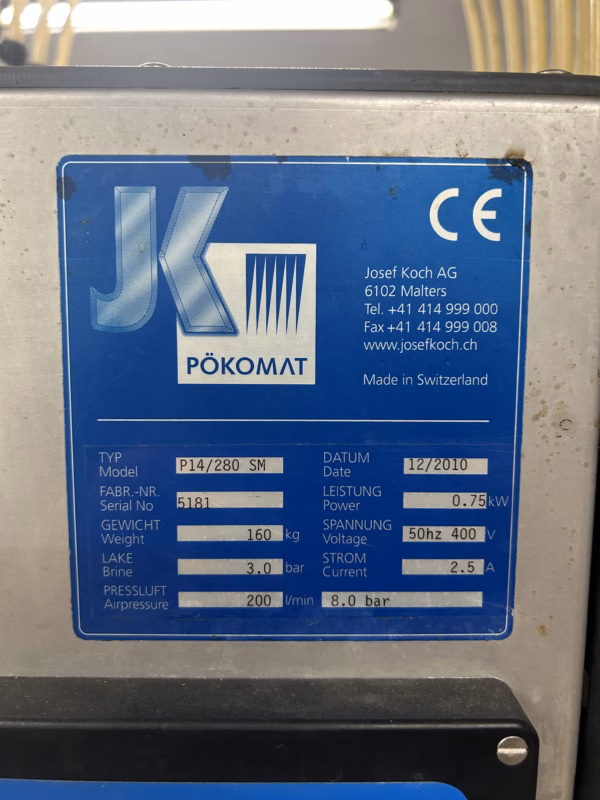 JK
CE
PÖKOMAT
Josef Koch AG
6102 Malters
Tel. +41 414 999 000
Fax +41 414 999 008
www.josefkoch.ch
Made in Switzerland
TYP
Model
P14/280 SM
DATUM
Date
12/2010
FABR.-NR.
Serial No
5181
LEISTUNG
Power
0.75 kW
GEWICHT
Weight
160 kg
SPANNUNG
Voltage
50hz 400 V
LAKE
Brine
3.0 bar
STROM
Current
2.5 A
PRESSLUFT
Airpressure
200 l/min 8.0 bar